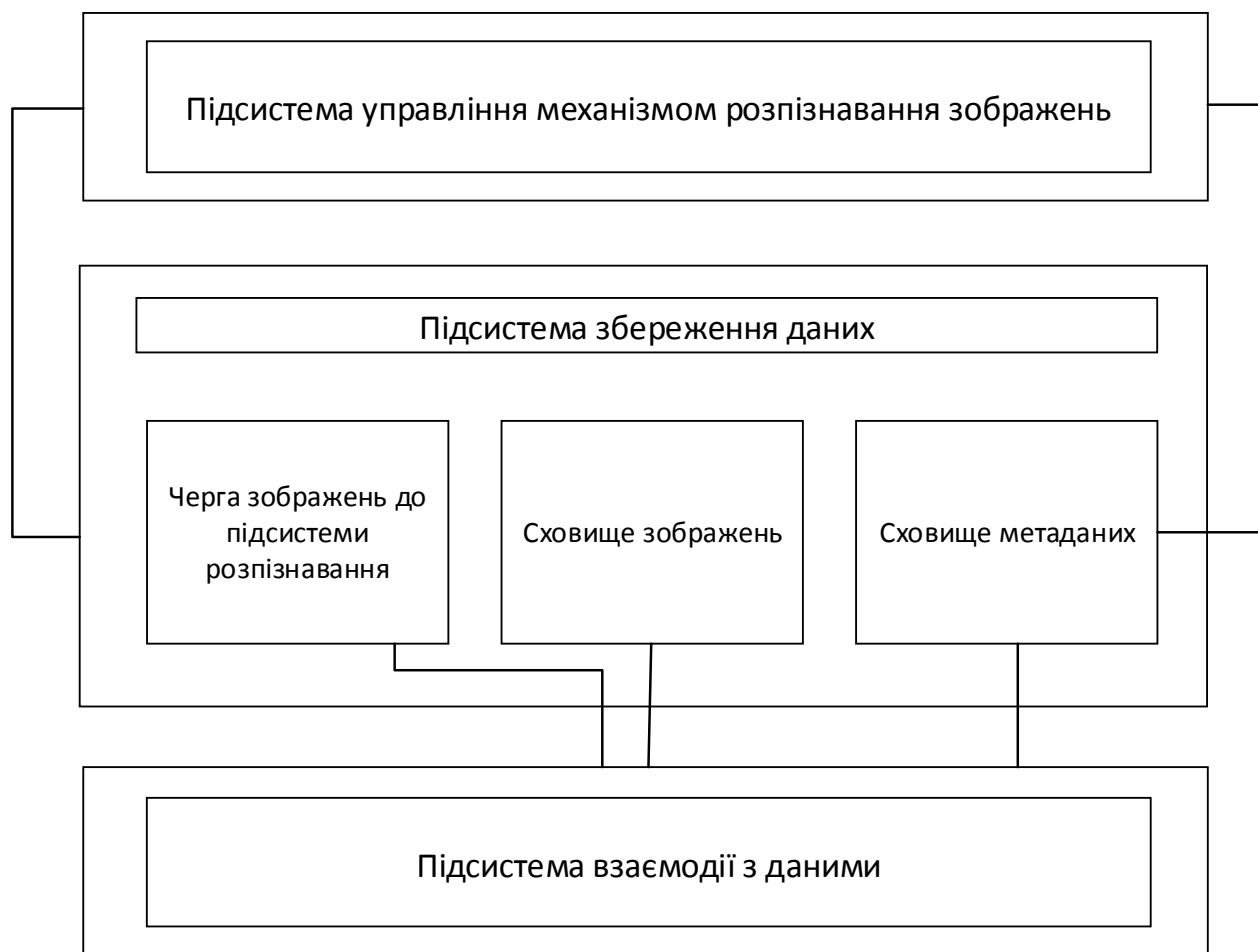 Підсистема управління механізмом розпізнавання зображень
Підсистема збереження даних
Черга зображень до
підсистеми
розпізнавання
Сховище зображень
Сховище метаданих
Підсистема взаємодії з даними